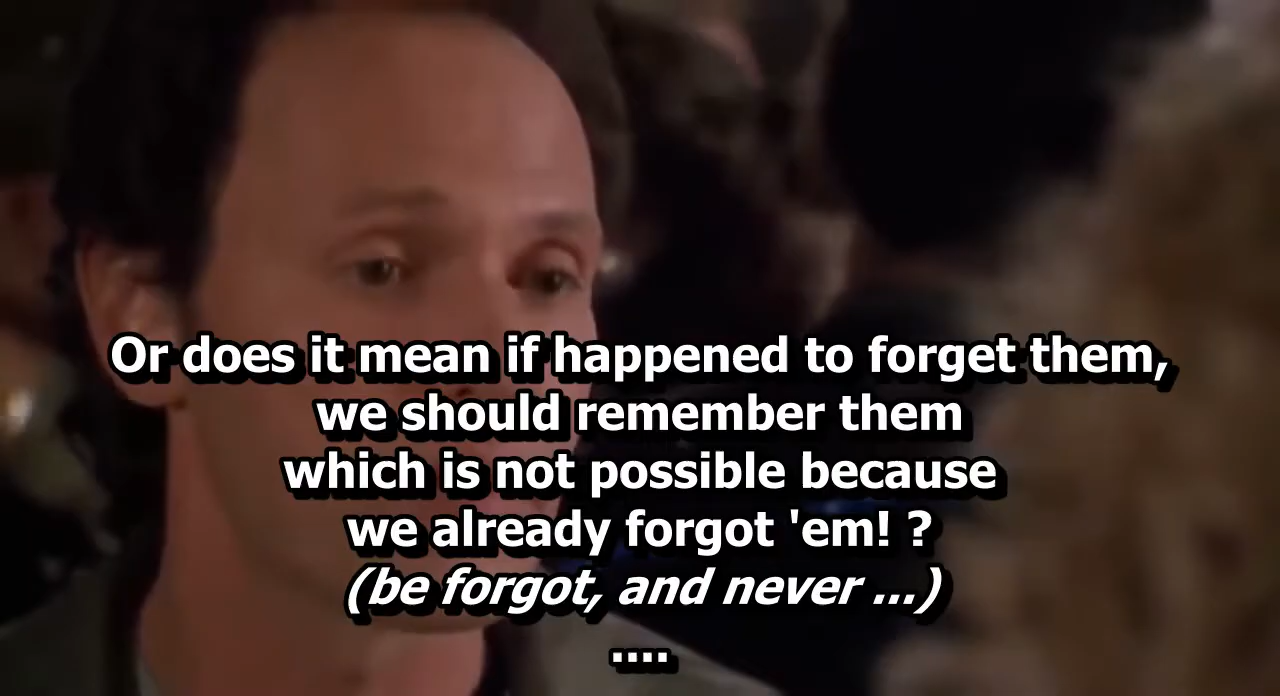 Or does it mean if happened to forget them,
we should remember them
which is not possible because
we already forgot 'em! ?
(be forgot, and never ...)
....